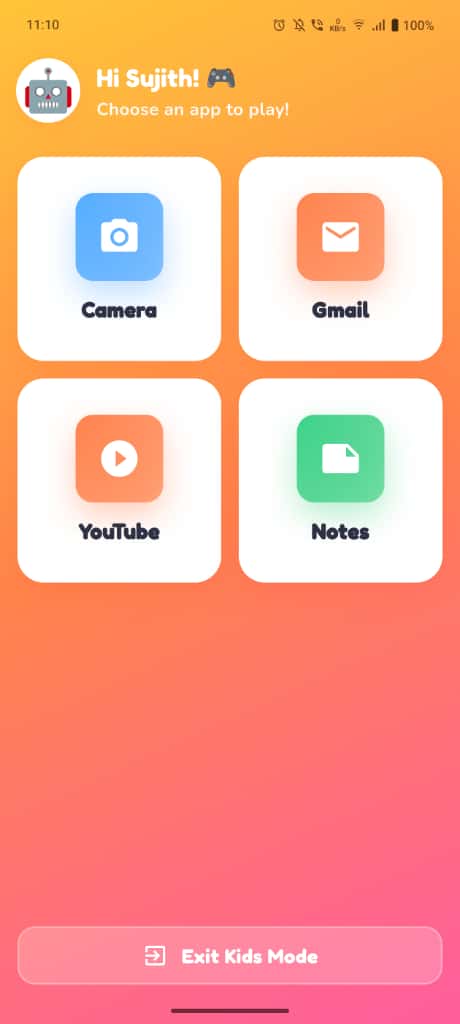 11:10
0
KB/s
100%
Hi Sujith! 🎮
Choose an app to play!
Camera
Gmail
YouTube
Notes
Exit Kids Mode